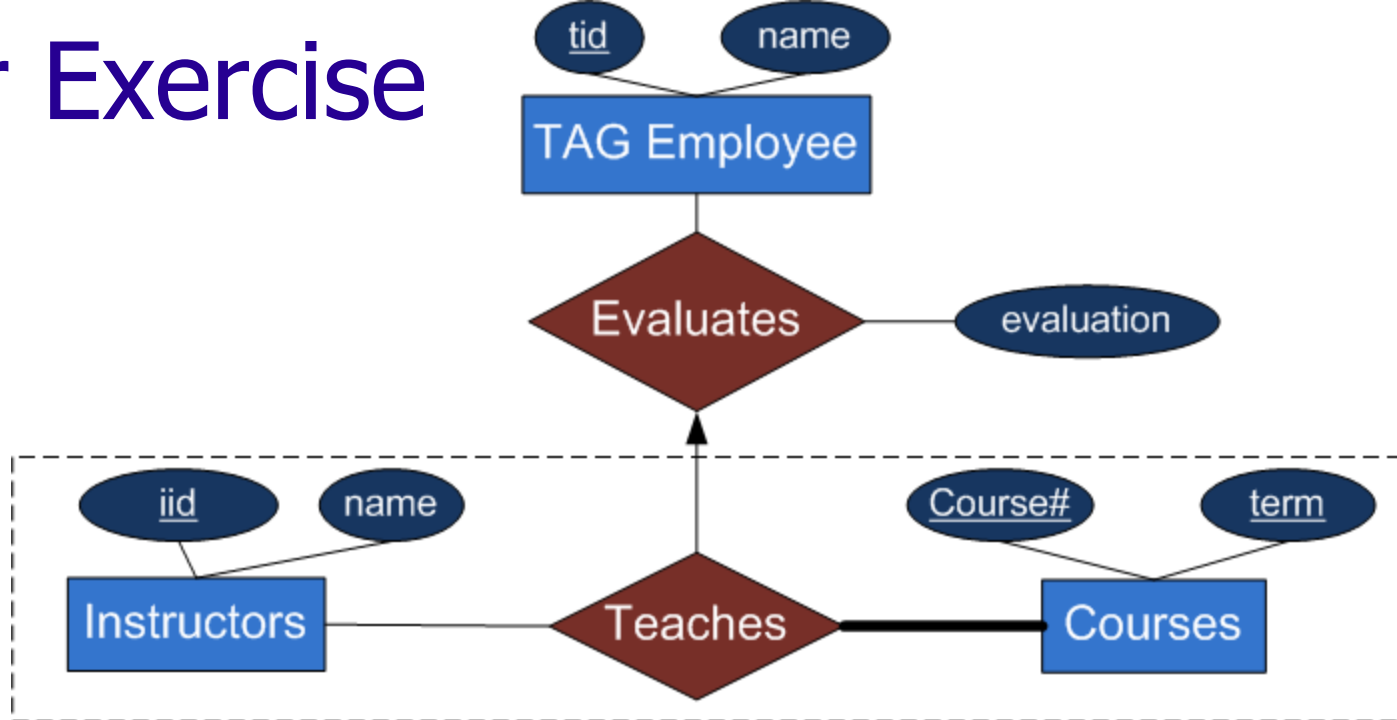 r Exercise
tid
name
TAG Employee
Evaluates
evaluation
iid
name
Course#
term
Instructors
Teaches
Courses